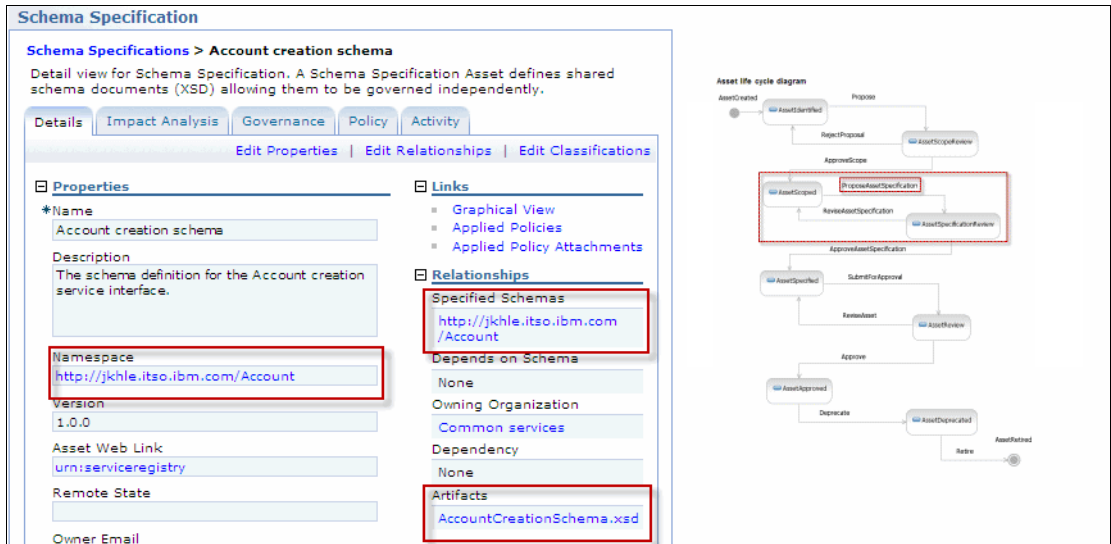 Schema Specification
Schema Specifications > Account creation schema
Detail view for Schema Specification. A Schema Specification Asset defines shared
schema documents (XSD) allowing them to be governed independently.
Details
Impact Analysis
Governance
Policy
Activity
Edit Properties | Edit Relationships | Edit Classifications
Properties
*Name
Account creation schema
Description
The schema definition for the Account creation
service interface.
Namespace
http://jkhle.itso.ibm.com/Account
Version
1.0.0
Asset Web Link
urn:serviceregistry
Remote State
Owner Email
Links
Graphical View
Applied Policies
Applied Policy Attachments
Relationships
Specified Schemas
http://jkhle.itso.ibm.com
/Account
Depends on Schema
None
Owning Organization
Common services
Dependency
None
Artifacts
AccountCreationSchema.xsd
Asset life cycle diagram
AssetCreated
Propose
AssetIdentified
RejectProposal
AssetScopeReview
ApproveScope
AssetScoped
ProposeAssetSpecification
ReviseAssetSpecification
AssetSpecificationReview
ApproveAssetSpecification
AssetSpecified
SubmitForApproval
ReviseAsset
AssetReview
Approve
AssetApproved
Deprecate
AssetDeprecated
AssetRetired
Retire